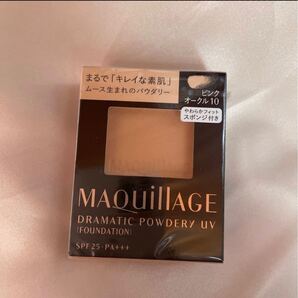 まるで「キレイな素肌」
ムース生まれのパウダリー
ピンク
オークル10
やわらかフィット
スポンジ付き
MAQuillAGE
DRAMATIC POWDERY UV
(FOUNDATION)
SPF25・PA+++